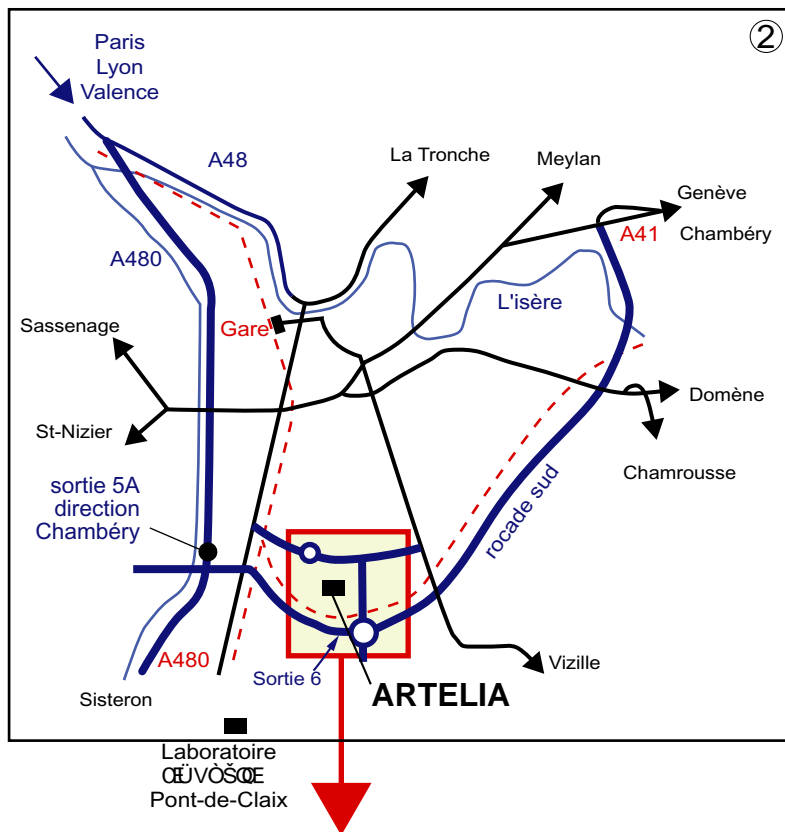 ②
Paris
Lyon
Valence
A48
La Tronche
Meylan
Genève
A41
Chambéry
A480
L'isère
Sassenage
Gare
Domène
St-Nizier
Chamrousse
sortie 5A
direction
Chambéry
rocade sud
A480
Sortie 6
Vizille
Sisteron
ARTELIA
Laboratoire
Pont-de-Claix